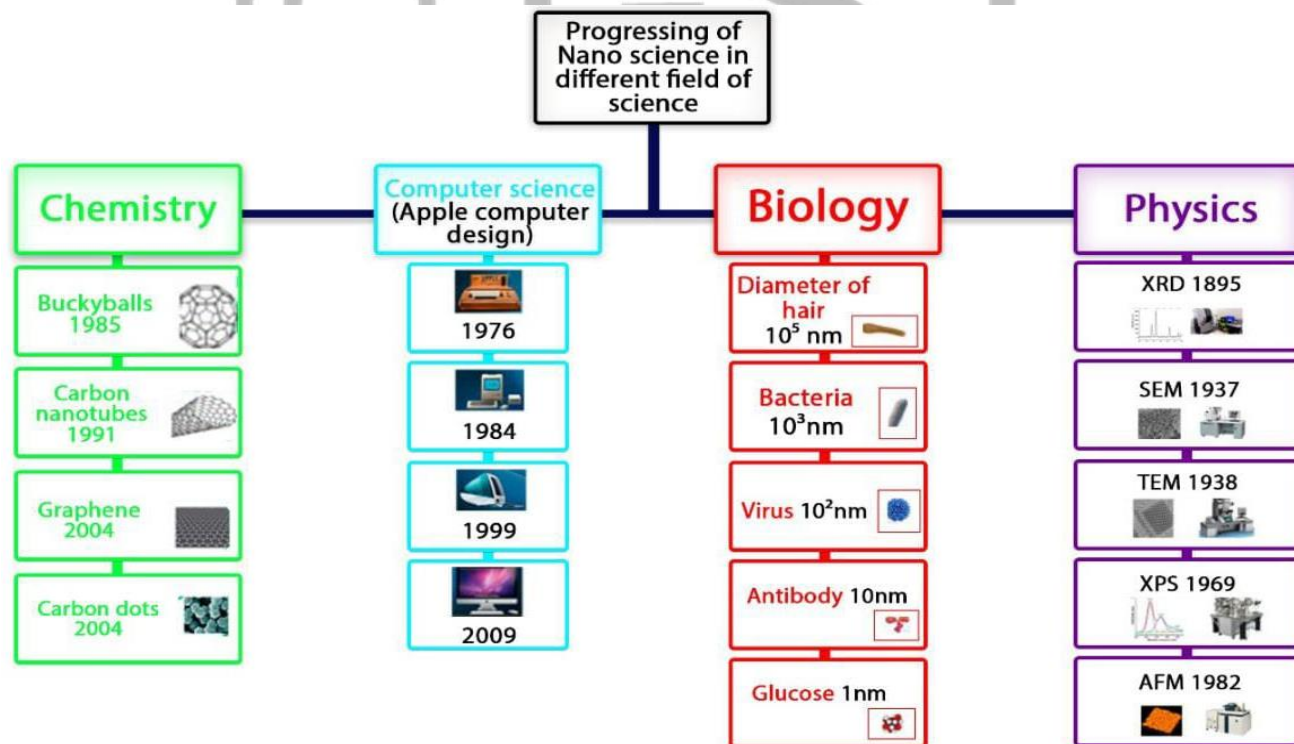 Progressing of
Nano science in
different field of
science
Chemistry
Buckyballs
1985
Carbon
nanotubes
1991
Graphene
2004
Carbon dots
2004
Computer science
(Apple computer
design)
1976
1984
1999
2009
Biology
Diameter of
hair
10⁵ nm
Bacteria
10³nm
Virus 10²nm
Antibody 10nm
Glucose 1nm
Physics
XRD 1895
SEM 1937
TEM 1938
XPS 1969
AFM 1982